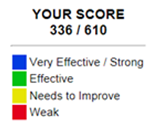 YOUR SCORE
336 / 610
Very Effective / Strong
Effective
Needs to Improve
Weak